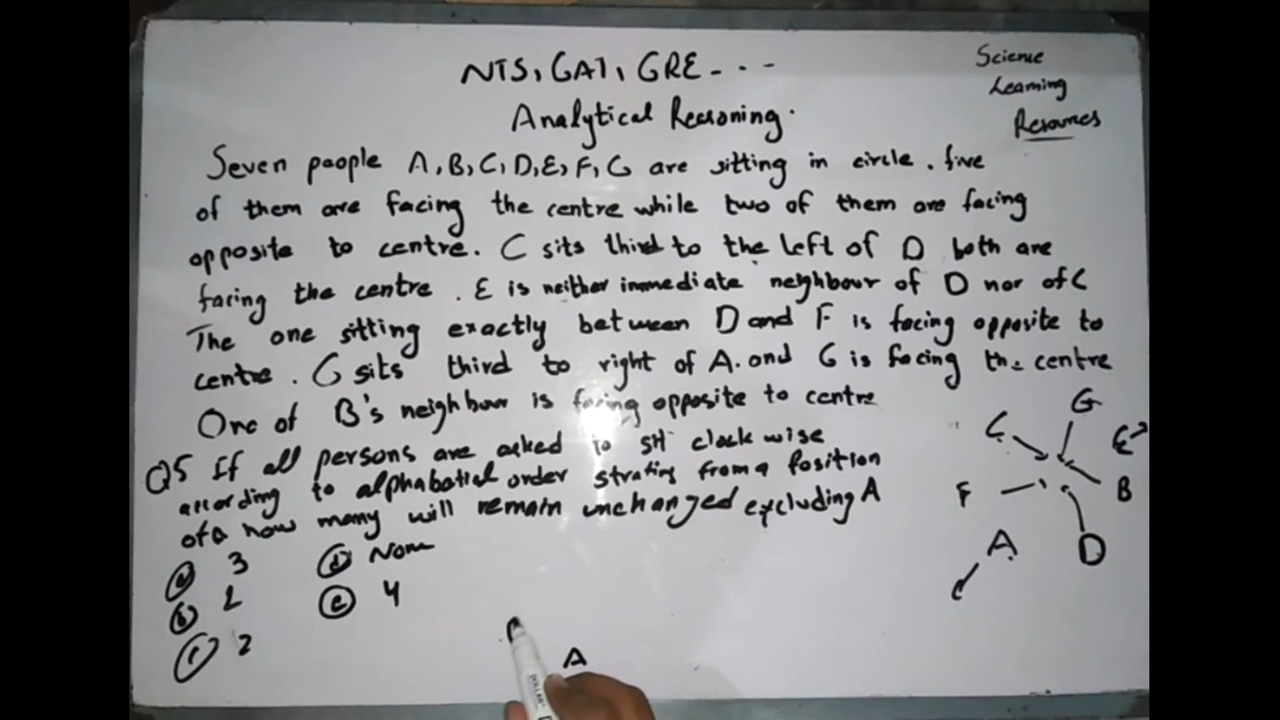 NTS, GAT, GRE - - -
Science
Learning
Resources
Analytical Reasoning.
Seven people A, B, C, D, E, F, G are sitting in circle. five
of them are facing the centre while two of them are facing
opposite to centre. C sits third to the left of D both are
facing the centre. E is neither immediate neighbour of D nor of C
The one sitting exactly between D and F is facing opposite to
centre. G sits third to right of A. and G is facing the centre
One of B's neighbour is facing opposite to centre
Q5 If all persons are asked to sit clock wise
according to alphabatical order strating from a Position
of a how many will remain unchanged excluding A
(a) 3
(d) None
(b)
(e) 4
(c) 2
G
C
E
F
B
A
D
A
DOLLAR